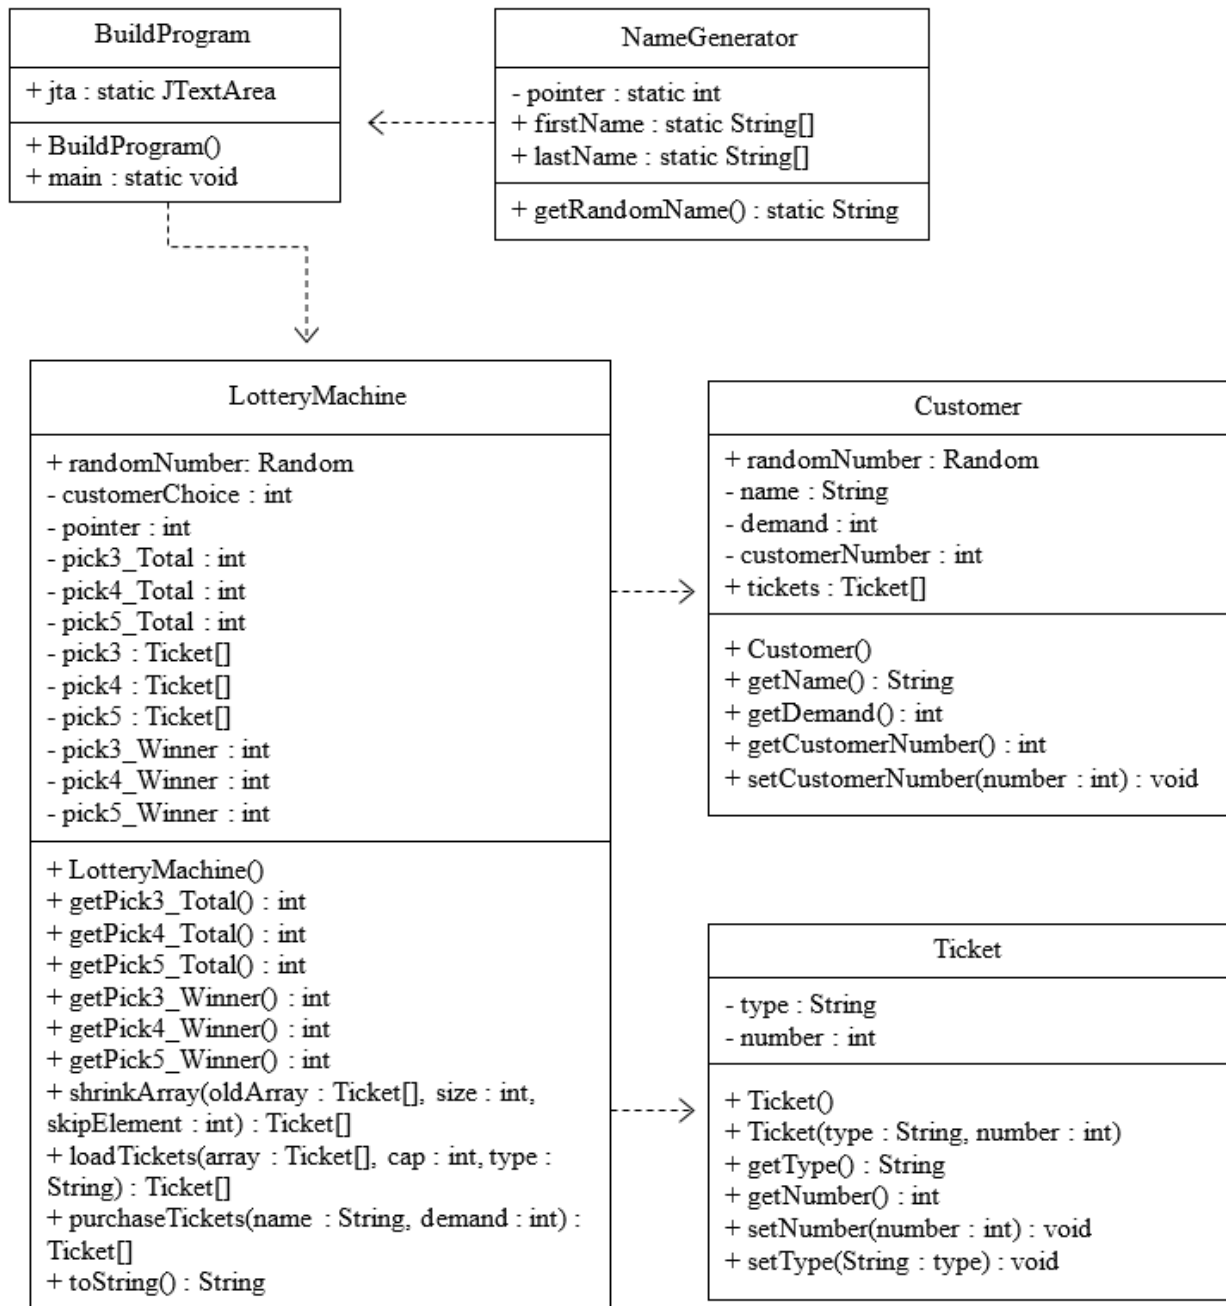 BuildProgram
+ jta : static JTextArea
+ BuildProgram()
+ main : static void
NameGenerator
- pointer : static int
+ firstName : static String[]
+ lastName : static String[]
+ getRandomName() : static String
LotteryMachine
+ randomNumber: Random
- customerChoice : int
- pointer : int
- pick3_Total : int
- pick4_Total : int
- pick5_Total : int
- pick3 : Ticket[]
- pick4 : Ticket[]
- pick5 : Ticket[]
- pick3_Winner : int
- pick4_Winner : int
- pick5_Winner : int
+ LotteryMachine()
+ getPick3_Total() : int
+ getPick4_Total() : int
+ getPick5_Total() : int
+ getPick3_Winner() : int
+ getPick4_Winner() : int
+ getPick5_Winner() : int
+ shrinkArray(oldArray : Ticket[], size : int,
skipElement : int) : Ticket[]
+ loadTickets(array : Ticket[], cap : int, type :
String) : Ticket[]
+ purchaseTickets(name : String, demand : int) :
Ticket[]
+ toString() : String
Customer
+ randomNumber : Random
- name : String
- demand : int
- customerNumber : int
+ tickets : Ticket[]
+ Customer()
+ getName() : String
+ getDemand() : int
+ getCustomerNumber() : int
+ setCustomerNumber(number : int) : void
Ticket
- type : String
- number : int
+ Ticket()
+ Ticket(type : String, number : int)
+ getType() : String
+ getNumber() : int
+ setNumber(number : int) : void
+ setType(String : type) : void